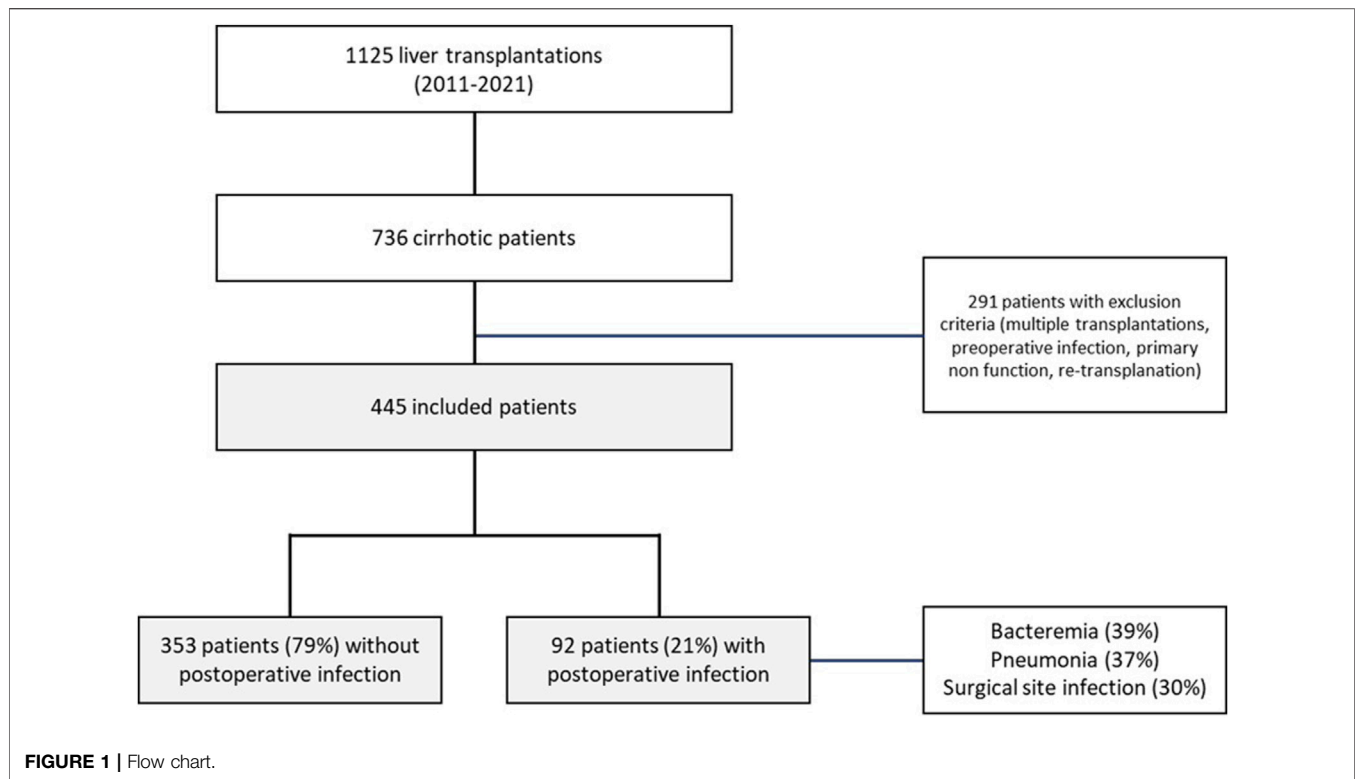 1125 liver transplantations
(2011-2021)
736 cirrhotic patients
291 patients with exclusion
criteria (multiple transplantations,
preoperative infection, primary
non function, re-transplanation)
445 included patients
353 patients (79%) without
postoperative infection
92 patients (21%) with
postoperative infection
Bacteremia (39%)
Pneumonia (37%)
Surgical site infection (30%)
FIGURE 1 | Flow chart.